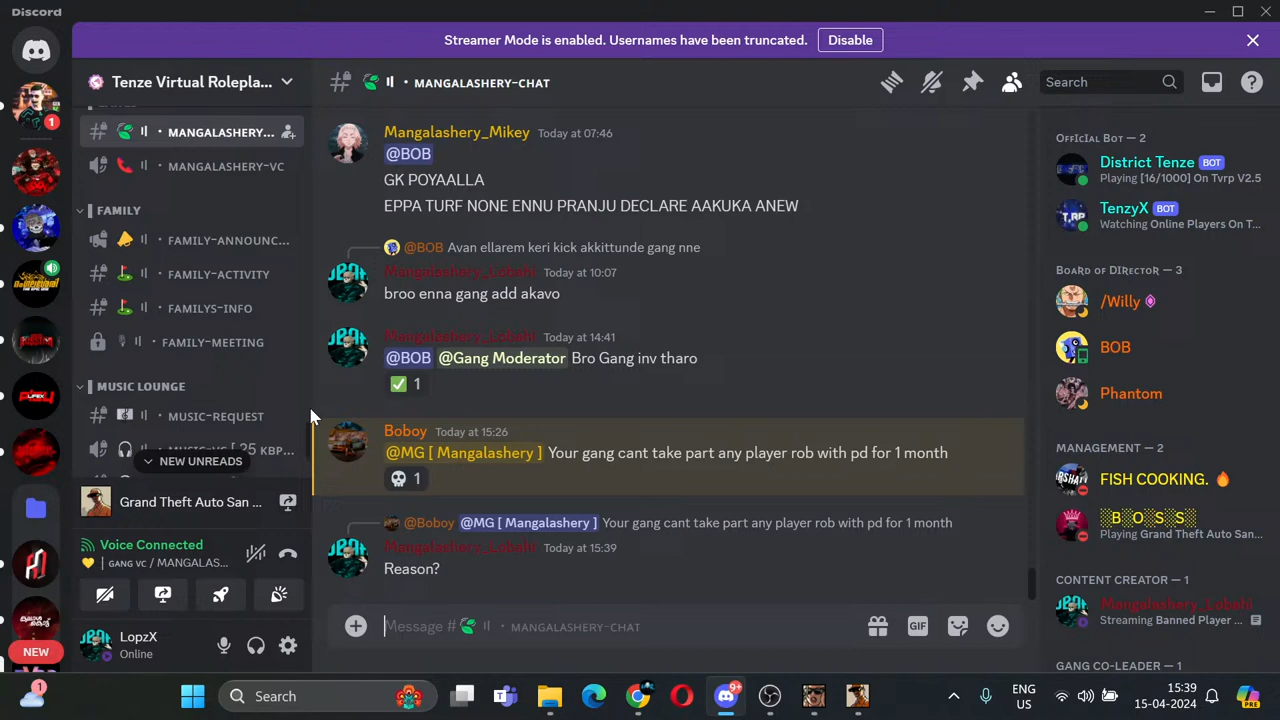 Discord
Streamer Mode is enabled. Usernames have been truncated. Disable
Tenze Virtual Rolepla...
MANGALASHERY...
MANGALASHERY-VC
FAMILY
FAMILY-ANNOUNC...
FAMILY-ACTIVITY
FAMILYS-INFO
FAMILY-MEETING
MUSIC LOUNGE
MUSIC-REQUEST
[ 25 KBP...
NEW UNREADS
Grand Theft Auto San ...
Voice Connected
GANG VC / MANGALAS...
LopzX
Online
1
NEW
MANGALASHERY-CHAT
Search
Mangalashery_Mikey Today at 07:46
@BOB
GK POYAALLA
EPPA TURF NONE ENNU PRANJU DECLARE AAKUKA ANEW
@BOB Avan ellarem keri kick akkittunde gang nne
Mangalashery_Lobahi Today at 10:07
broo enna gang add akavo
Mangalashery_Lobahi Today at 14:41
@BOB @Gang Moderator Bro Gang inv tharo
1
Boboy Today at 15:26
@MG [ Mangalashery ] Your gang cant take part any player rob with pd for 1 month
1
@Boboy @MG [ Mangalashery ] Your gang cant take part any player rob with pd for 1 month
Mangalashery_Lobahi Today at 15:39
Reason?
Message # MANGALASHERY-CHAT
GIF
OffiCial Bot — 2
District Tenze BOT
Playing [16/1000] On Tvrp V2.5
TenzyX BOT
Watching Online Players On T...
Board of DIrector — 3
/Willy
BOB
Phantom
MANAGEMENT — 2
FISH COOKING.
B░O░S░S░
Playing Grand Theft Auto San...
CONTENT CREATOR — 1
Mangalashery_Lobahi
Streaming Banned Player ...
GANG CO-LEADER — 1
1
Search
9+
ENG
US
15:39
15-04-2024
PRE